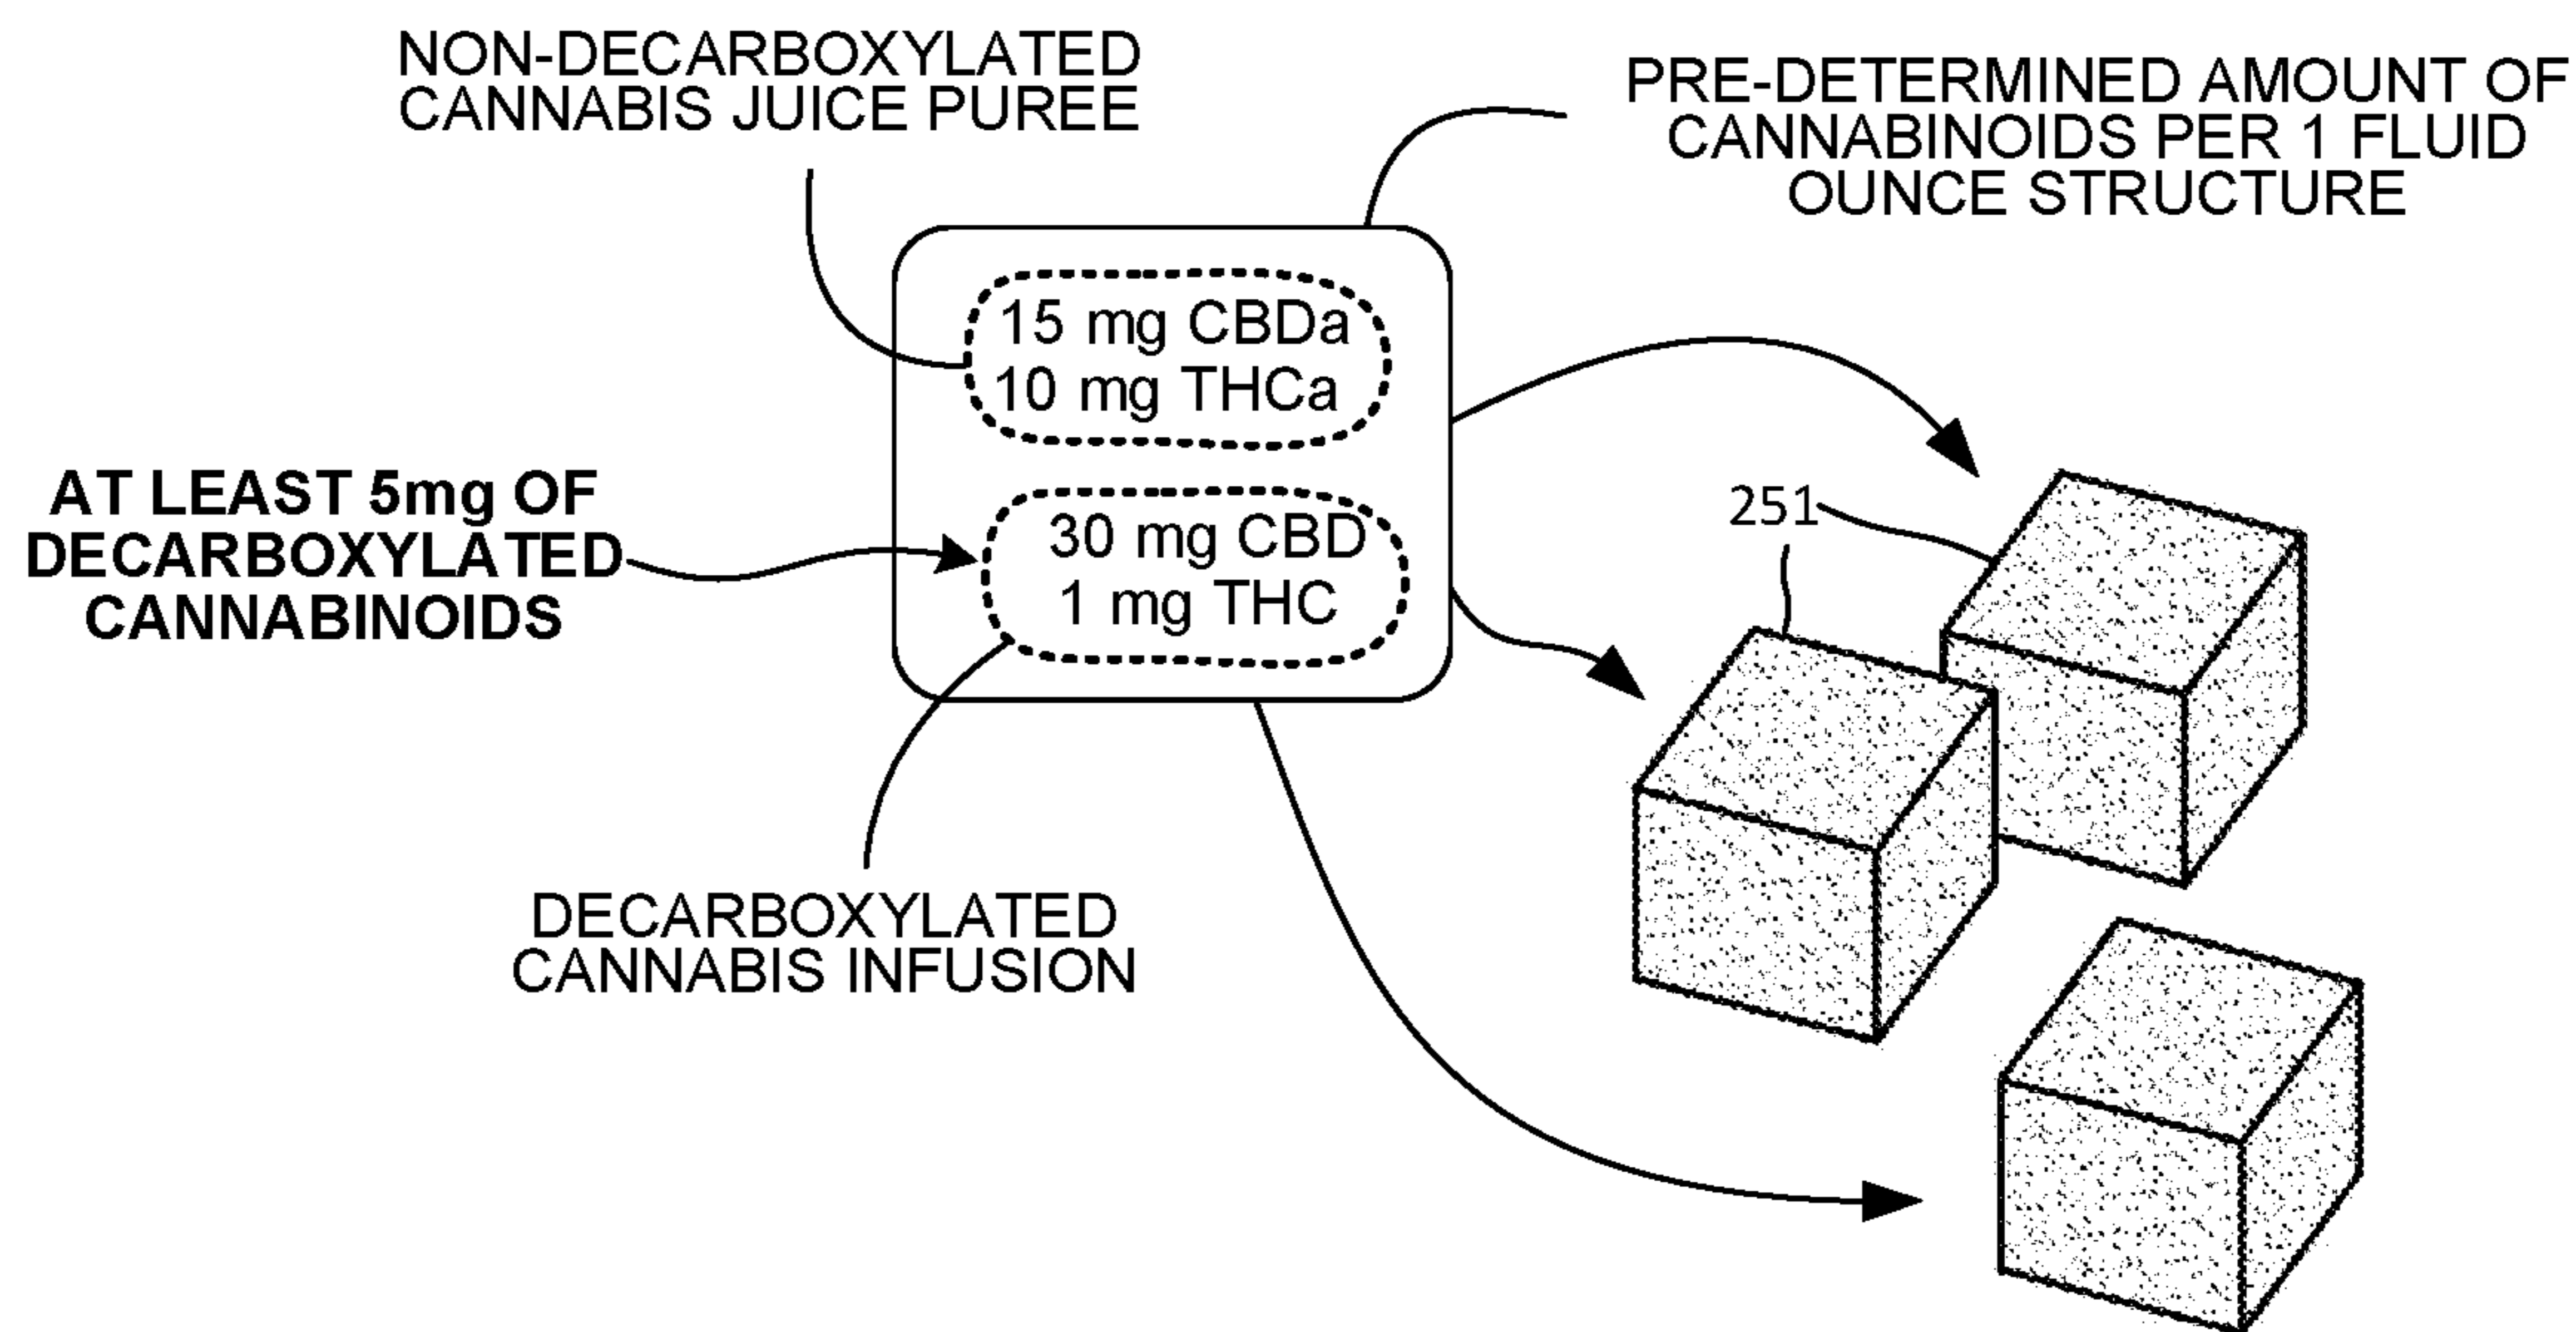 NON-DECARBOXYLATED
CANNABIS JUICE PUREE
PRE-DETERMINED AMOUNT OF
CANNABINOIDS PER 1 FLUID
OUNCE STRUCTURE
15 mg CBDa
10 mg THCa
AT LEAST 5mg OF
DECARBOXYLATED
CANNABINOIDS
30 mg CBD
1 mg THC
251
DECARBOXYLATED
CANNABIS INFUSION